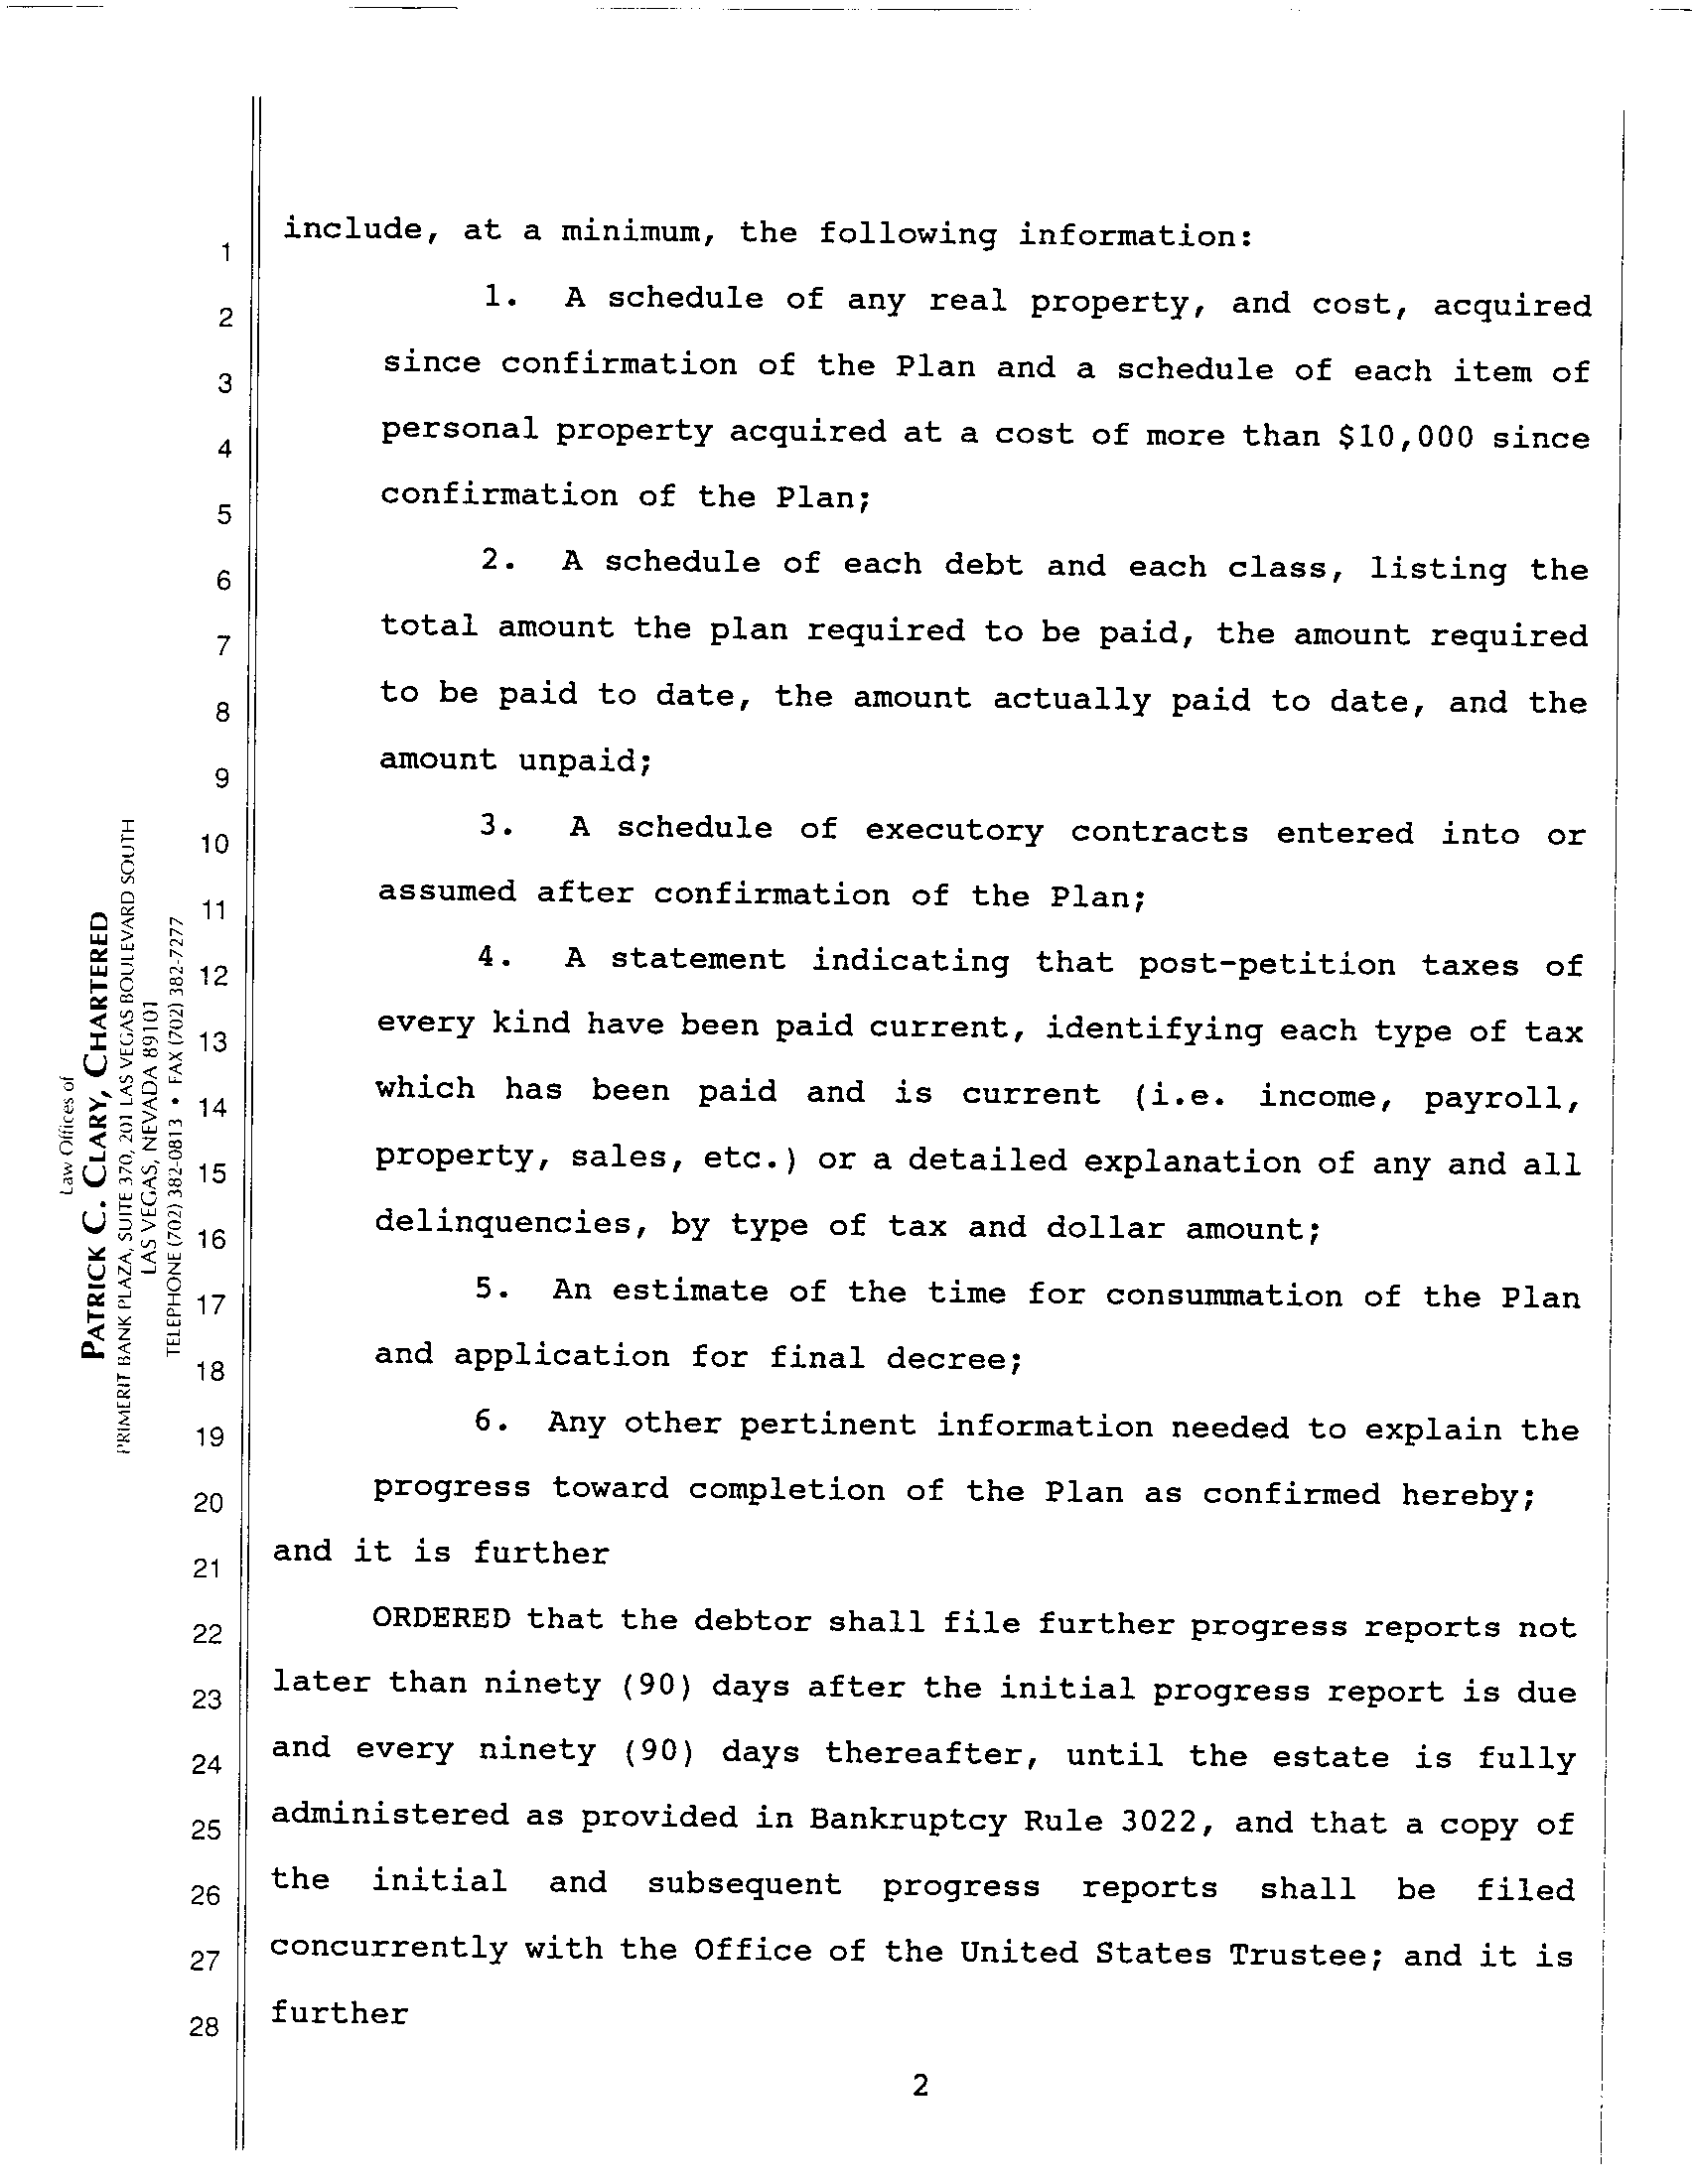 include, at a minimum, the following information:
1. A schedule of any real property, and cost, acquired
since confirmation of the Plan and a schedule of each item of
personal property acquired at a cost of more than $10,000 since
confirmation of the Plan;
2. A schedule of each debt and each class, listing the
total amount the plan required to be paid, the amount required
to be paid to date, the amount actually paid to date, and the
amount unpaid;
3. A schedule of executory contracts entered into or
assumed after confirmation of the Plan;
4. A statement indicating that post-petition taxes of
every kind have been paid current, identifying each type of tax
which has been paid and is current (i.e. income, payroll,
property, sales, etc.) or a detailed explanation of any and all
delinquencies, by type of tax and dollar amount;
5. An estimate of the time for consummation of the Plan
and application for final decree;
6. Any other pertinent information needed to explain the
progress toward completion of the Plan as confirmed hereby;
and it is further
ORDERED that the debtor shall file further progress reports not
later than ninety (90) days after the initial progress report is due
and every ninety (90) days thereafter, until the estate is fully
administered as provided in Bankruptcy Rule 3022, and that a copy of
the initial and subsequent progress reports shall be filed
concurrently with the Office of the United States Trustee; and it is
further
2
1
2
3
4
5
6
7
8
9
10
11
12
13
14
15
16
17
18
19
20
21
22
23
24
25
26
27
28
Law Offices of
PATRICK C. CLARY, CHARTERED
PRIMERIT BANK PLAZA, SUITE 370, 201 LAS VEGAS BOULEVARD SOUTH
LAS VEGAS, NEVADA 89101
TELEPHONE (702) 382-0813 • FAX (702) 382-7277